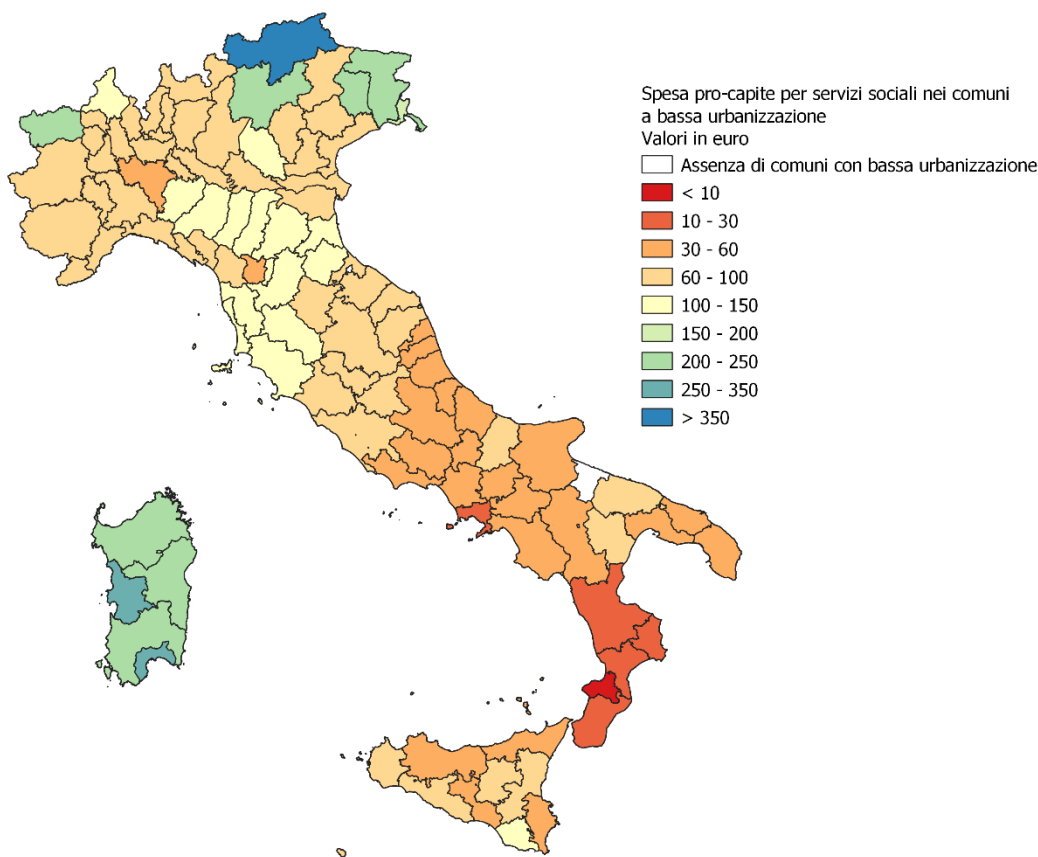 Spesa pro-capite per servizi sociali nei comuni
a bassa urbanizzazione
Valori in euro
Assenza di comuni con bassa urbanizzazione
< 10
10 - 30
30 - 60
60 - 100
100 - 150
150 - 200
200 - 250
250 - 350
> 350